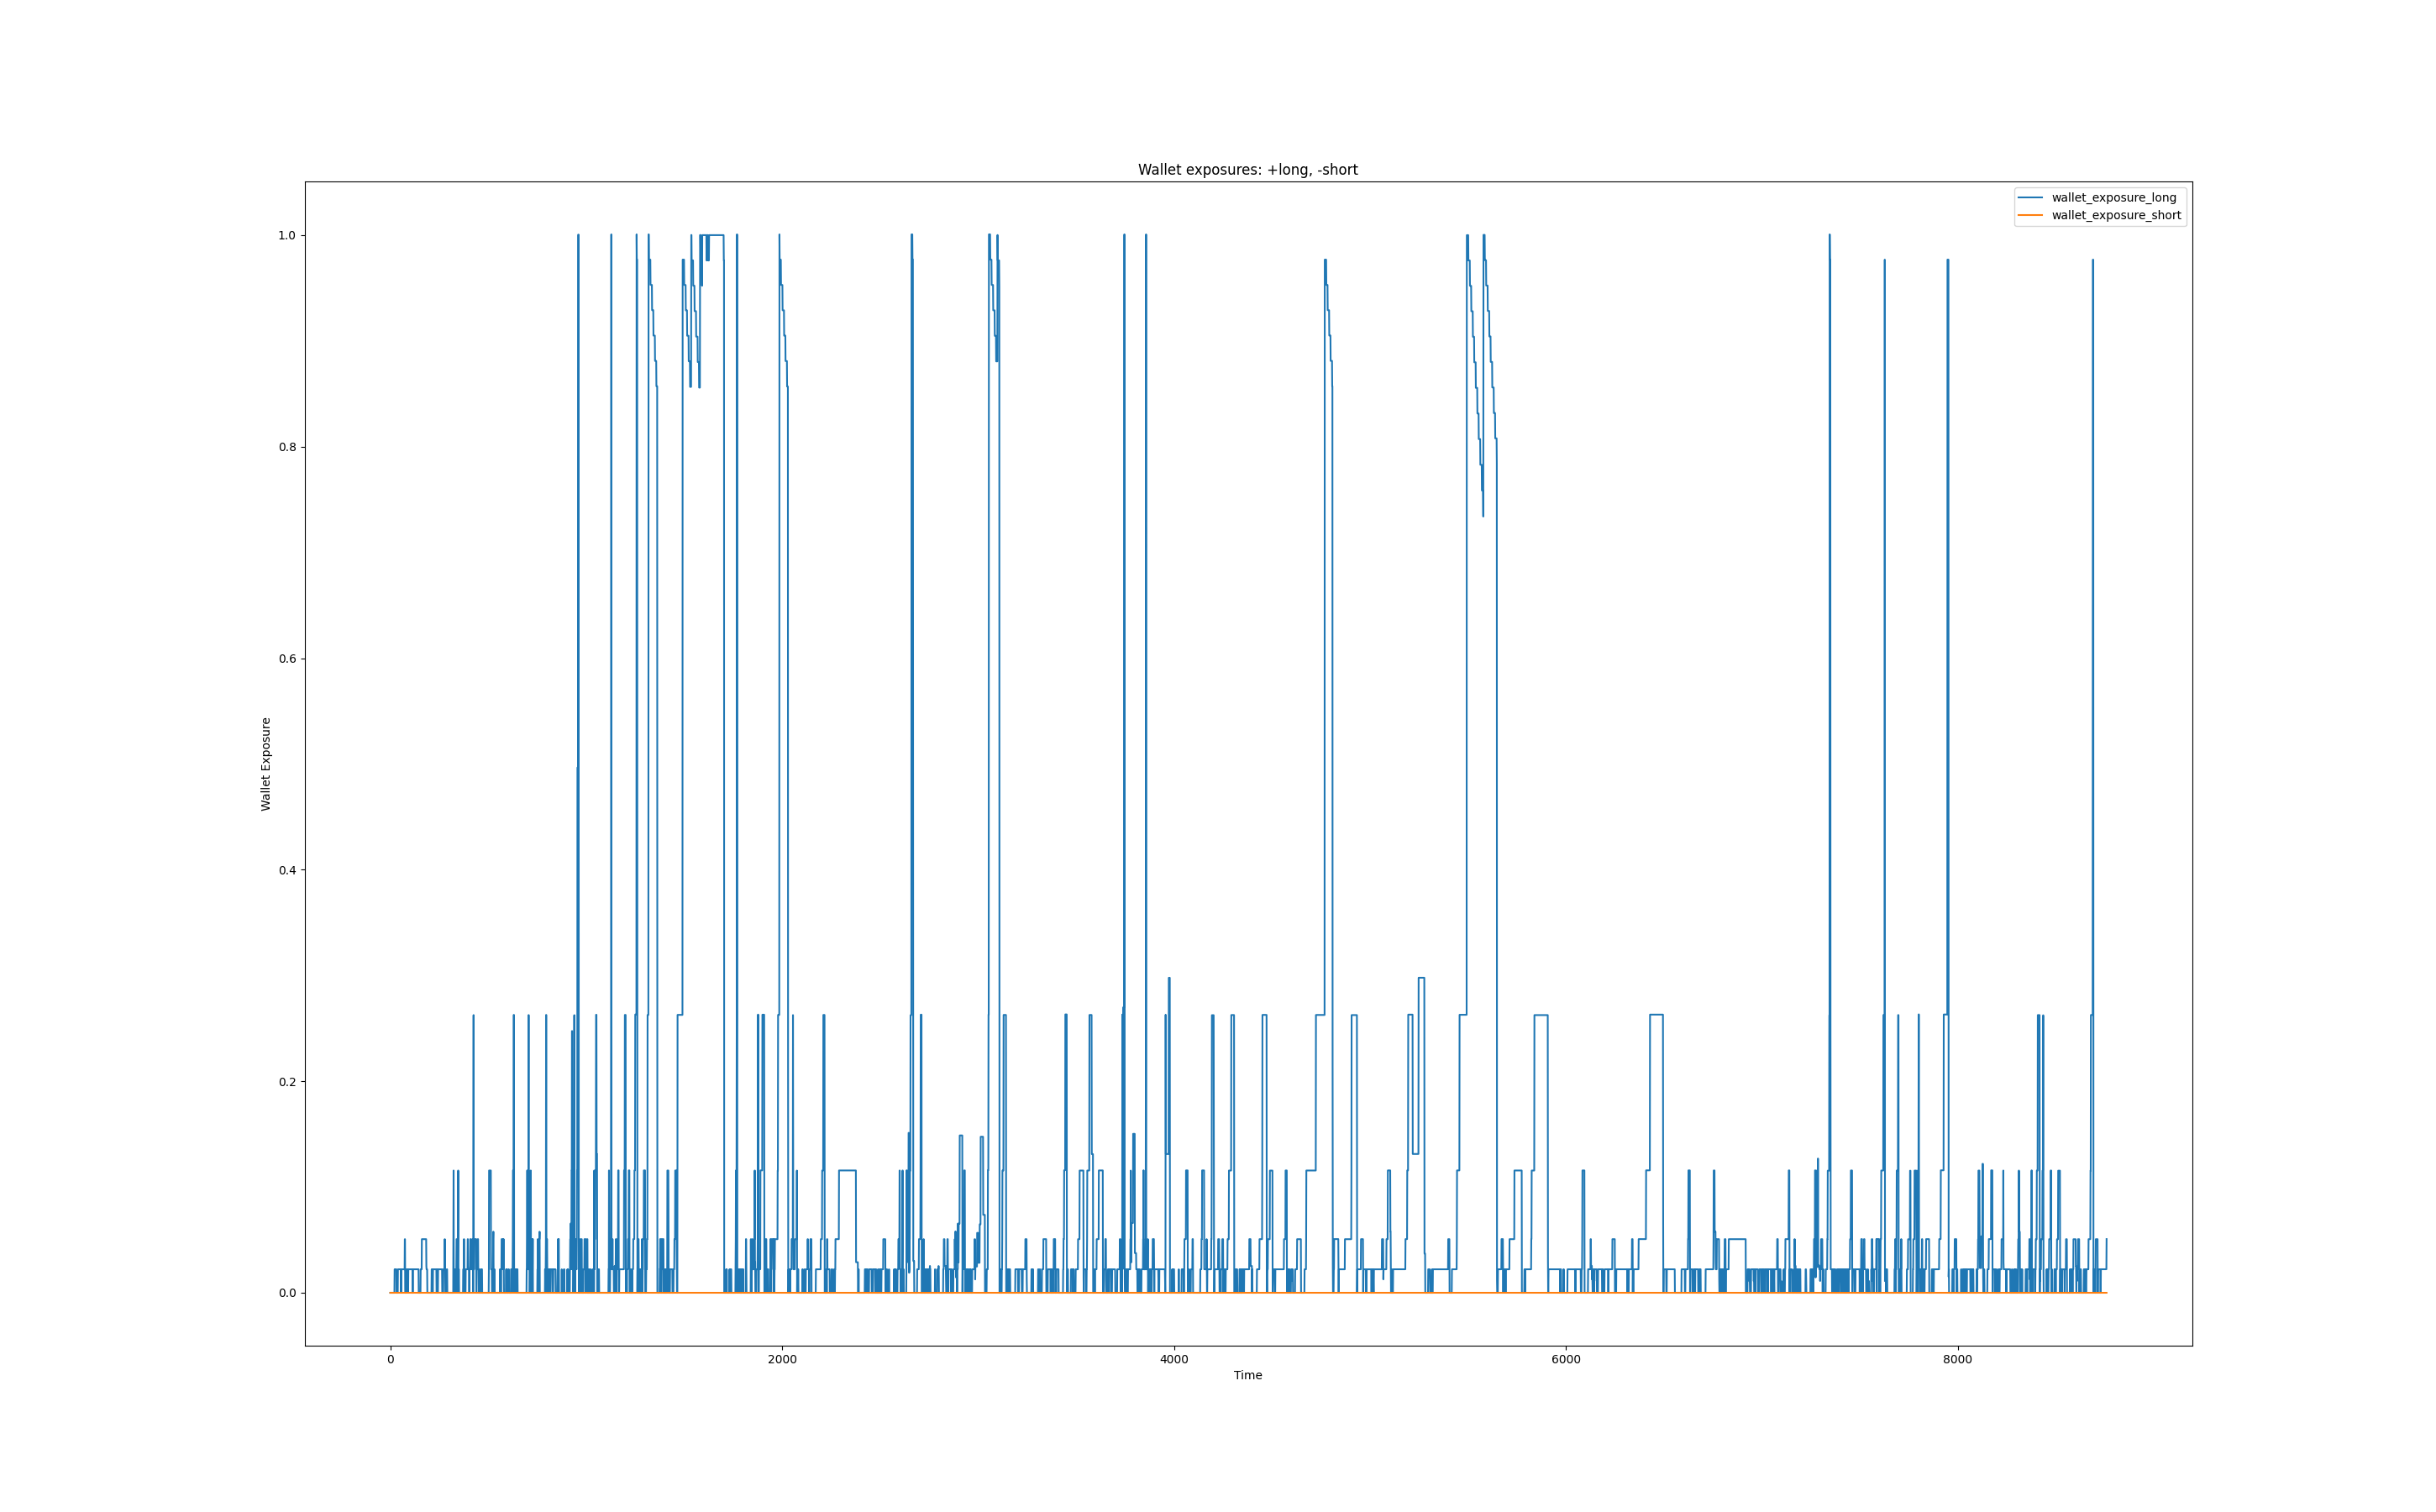 Wallet exposures: +long, -short
wallet_exposure_long
wallet_exposure_short
1.0
0.8
0.6
0.4
0.2
0.0
Wallet Exposure
0 2000 4000 6000 8000
Time